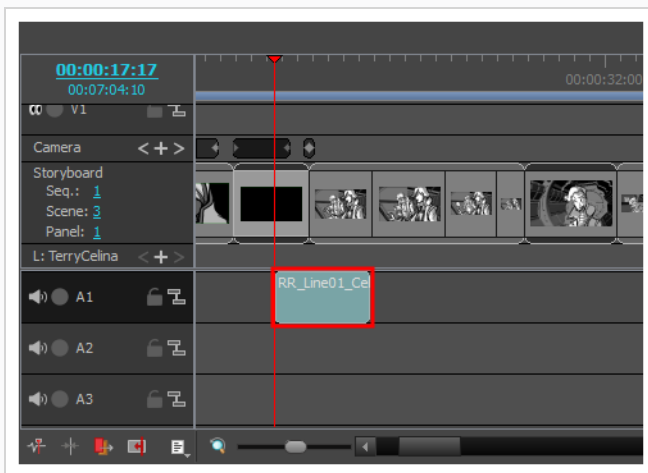 00:00:17:17
00:07:04:10
00:00:32:00
V1
Camera
Storyboard
Seq.: 1
Scene: 3
Panel: 1
L: TerryCelina
RR_Line01_Cel
A1
A2
A3